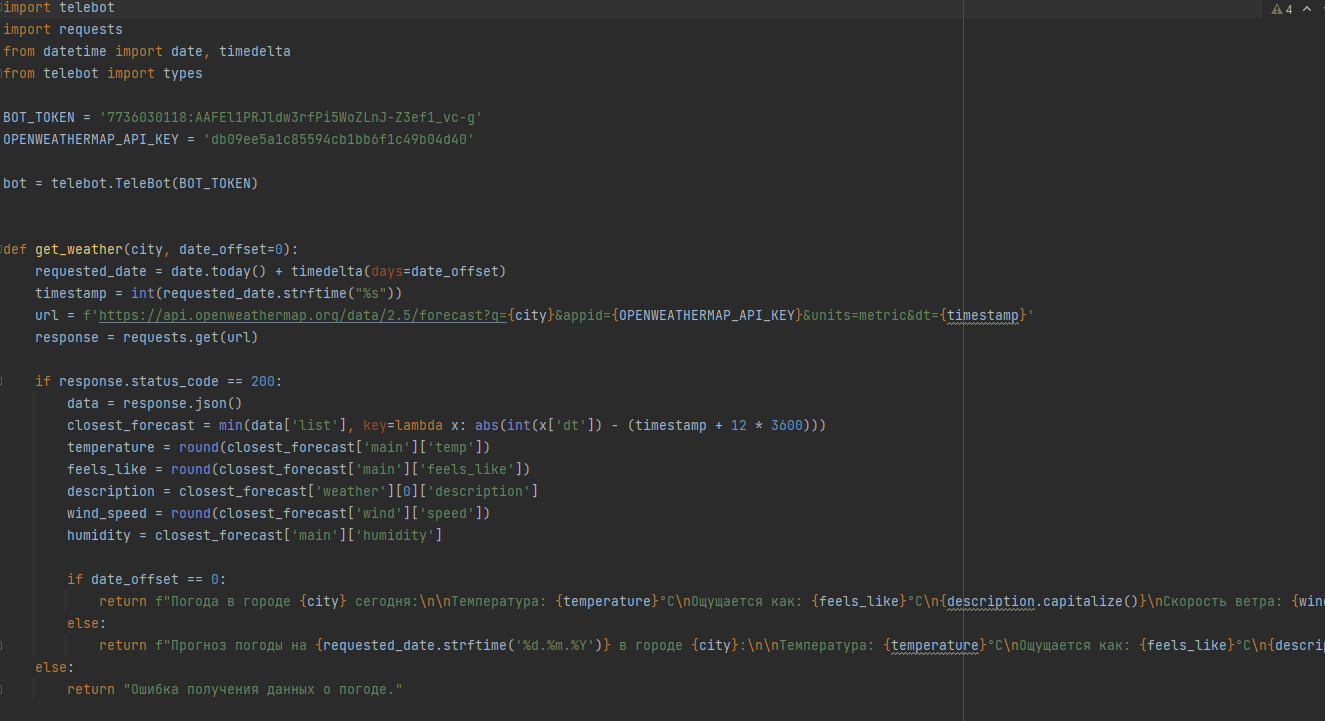 import telebot
4
import requests
from datetime import date, timedelta
from telebot import types
BOT_TOKEN = '7736030118:AAFEl1PRJldw3rfPi5WoZLnJ-Z3ef1_vc-g'
OPENWEATHERMAP_API_KEY = 'db09ee5a1c85594cb1bb6f1c49b04d40'
bot = telebot.TeleBot(BOT_TOKEN)
def get_weather(city, date_offset=0):
requested_date = date.today() + timedelta(days=date_offset)
timestamp = int(requested_date.strftime("%s"))
url = f'https://api.openweathermap.org/data/2.5/forecast?q={city}&appid={OPENWEATHERMAP_API_KEY}&units=metric&dt={timestamp}'
response = requests.get(url)
if response.status_code == 200:
data = response.json()
closest_forecast = min(data['list'], key=lambda x: abs(int(x['dt']) - (timestamp + 12 * 3600)))
temperature = round(closest_forecast['main']['temp'])
feels_like = round(closest_forecast['main']['feels_like'])
description = closest_forecast['weather'][0]['description']
wind_speed = round(closest_forecast['wind']['speed'])
humidity = closest_forecast['main']['humidity']
if date_offset == 0:
return f"Погода в городе {city} сегодня:\n\nТемпература: {temperature}°C\nОщущается как: {feels_like}°C\n{description.capitalize()}\nСкорость ветра: {win
else:
return f"Прогноз погоды на {requested_date.strftime('%d.%m.%Y')} в городе {city}:\n\nТемпература: {temperature}°C\nОщущается как: {feels_like}°C\n{descri
else:
return "Ошибка получения данных о погоде."